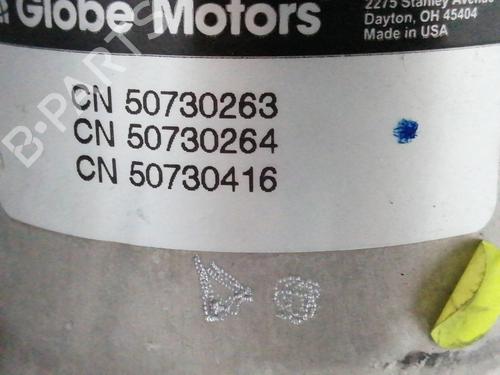 Globe Motors
2275 Stanley Avenue
Dayton, OH 45404
Made in USA
CN 50730263
CN 50730264
CN 50730416
B-PARTS